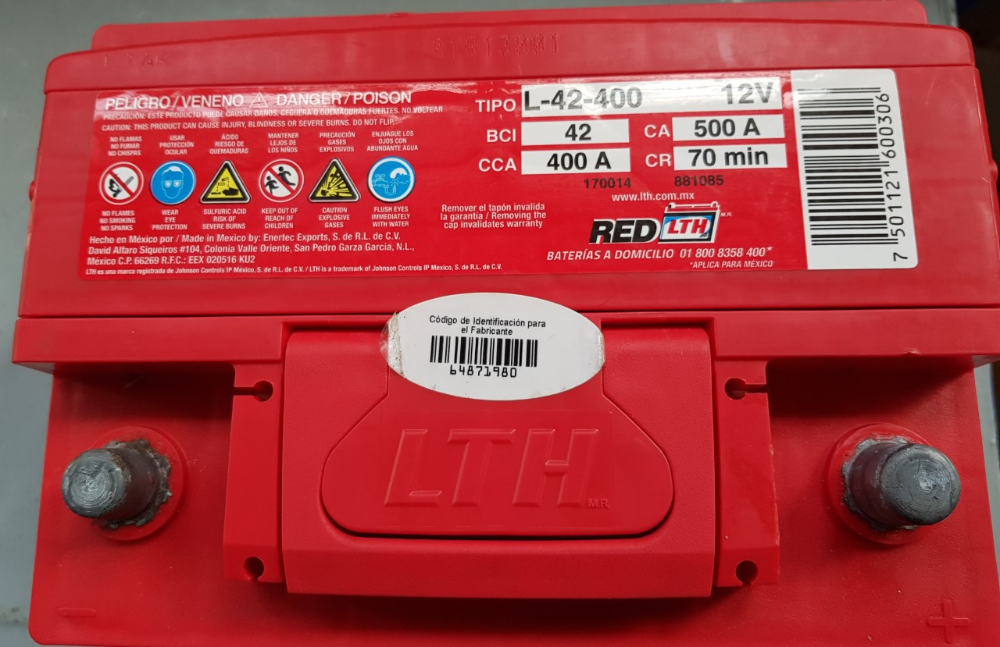 01813001
PELIGRO/VENENO ⚠ DANGER/POISON
PRECAUCIÓN: ESTE PRODUCTO PUEDE CAUSAR DAÑOS, CEGUERA O QUEMADURAS FUERTES. NO VOLTEAR
CAUTION: THIS PRODUCT CAN CAUSE INJURY, BLINDNESS OR SEVERE BURNS. DO NOT FLIP.
NO FLAMAS
NO FUMAR
NO CHISPAS
USAR
PROTECCIÓN
OCULAR
ÁCIDO
RIESGO DE
QUEMADURAS
MANTENER
LEJOS DE
LOS NIÑOS
PRECAUCIÓN
GASES
EXPLOSIVOS
ENJUAGUE LOS
OJOS CON
ABUNDANTE AGUA
NO FLAMES
NO SMOKING
NO SPARKS
WEAR
EYE
PROTECTION
SULFURIC ACID
RISK OF
SEVERE BURNS
KEEP OUT OF
REACH OF
CHILDREN
CAUTION
EXPLOSIVE
GASES
FLUSH EYES
IMMEDIATELY
WITH WATER
Hecho en México por / Made in Mexico by: Enertec Exports, S. de R.L. de C.V.
David Alfaro Siqueiros #104, Colonia Valle Oriente, San Pedro Garza García, N.L.,
México C.P. 66269 R.F.C.: EEX 020516 KU2
LTH es una marca registrada de Johnson Controls IP México, S. de R.L. de C.V. / LTH is a trademark of Johnson Controls IP Mexico, S. de R.L. de C.V.
Remover el tapón invalida
la garantia / Removing the
cap invalidates warranty
TIPO L-42-400 12V
BCI 42 CA 500 A
CCA 400 A CR 70 min
170014 881085
www.lth.com.mx
RED LTH M.R.
BATERÍAS A DOMICILIO 01 800 8358 400*
*APLICA PARA MÉXICO
7 501121 600306
Código de Identificación para
el Fabricante
64871980
LTH M.R.
− +